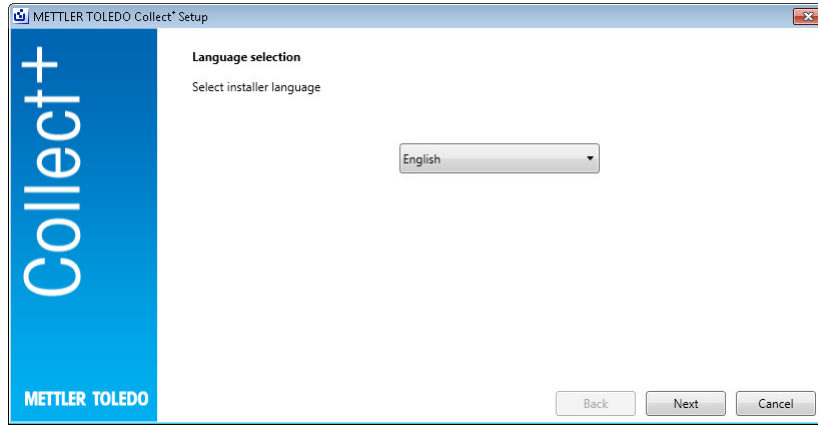 METTLER TOLEDO Collect+ Setup
Collect+
Language selection
Select installer language
English
METTLER TOLEDO
Back
Next
Cancel